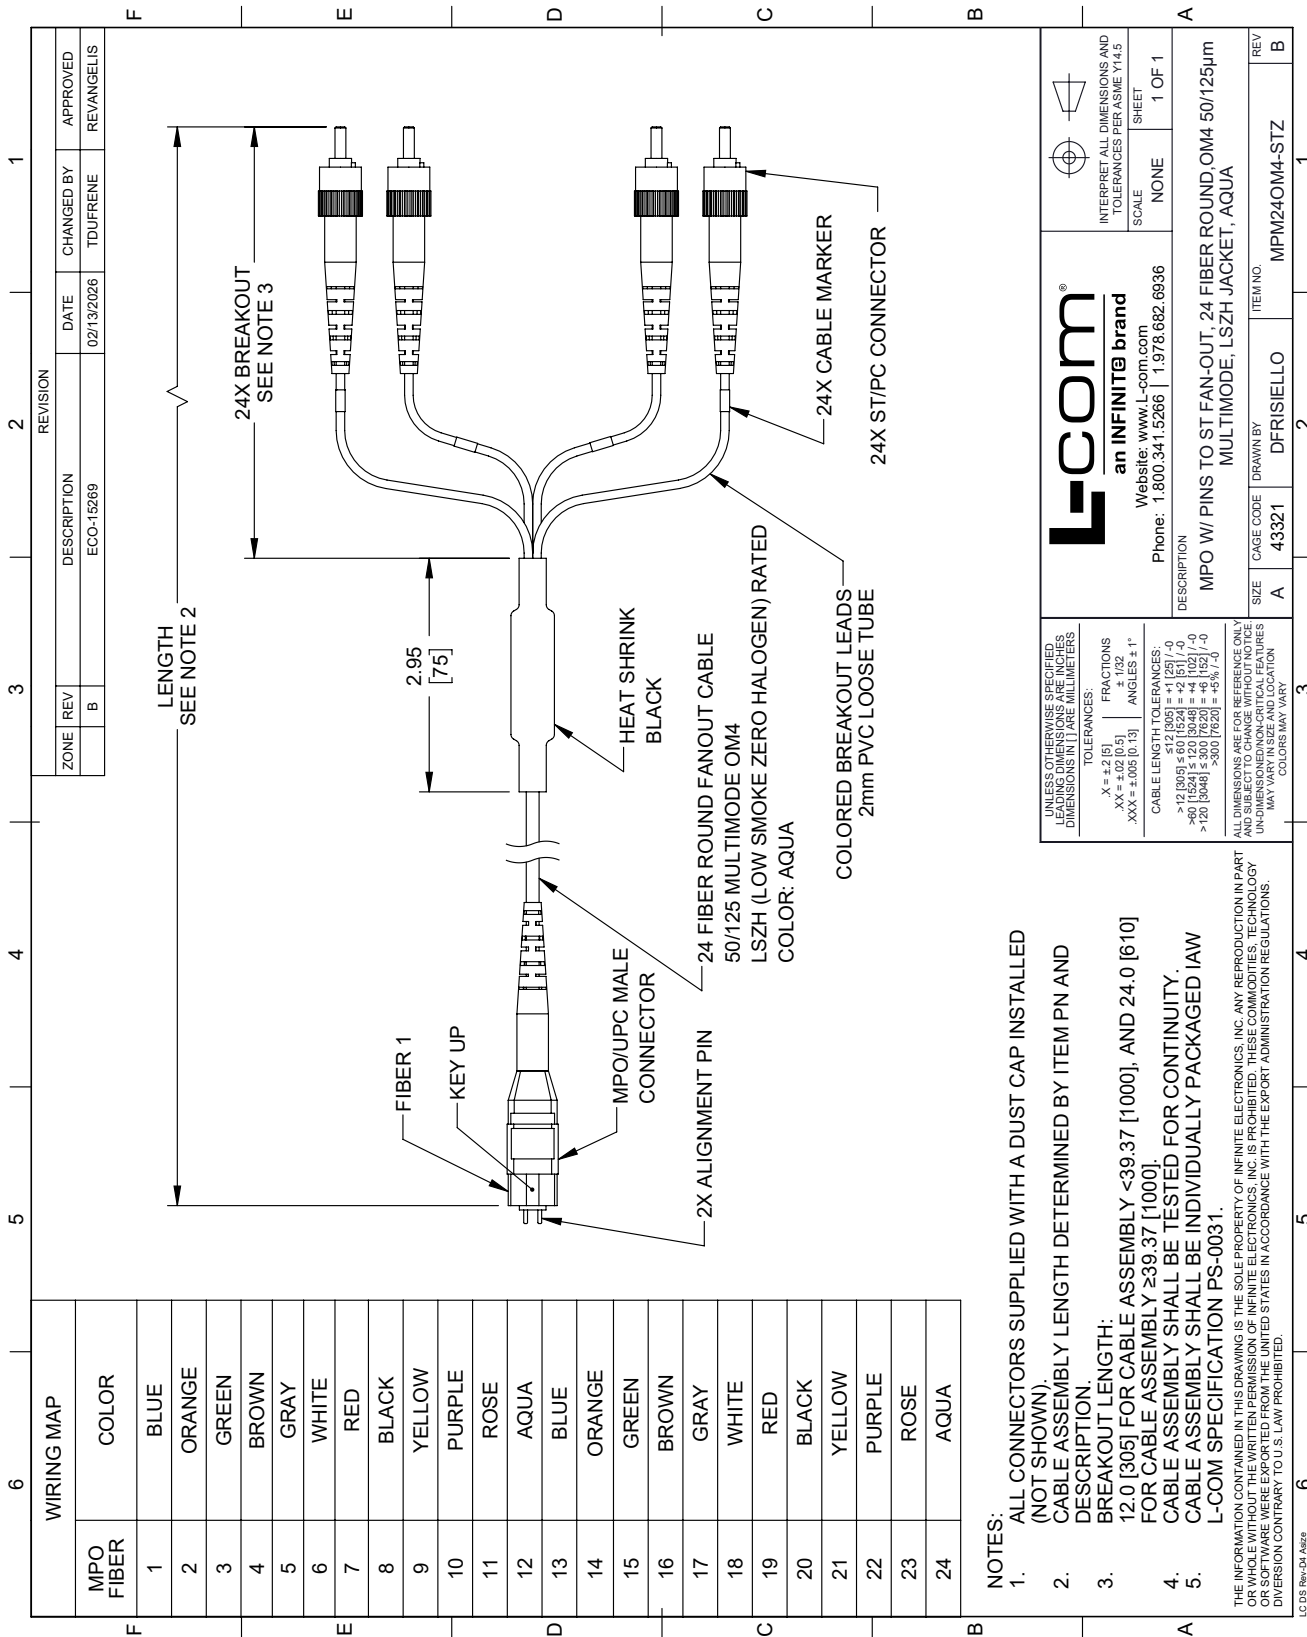 6
5
4
3
2
1
F
E
D
C
B
A
REVISION
ZONE REV DESCRIPTION DATE CHANGED BY APPROVED
B ECO-15269 02/13/2026 TDUFRENE REVANGELIS
WIRING MAP
MPO FIBER COLOR
1 BLUE
2 ORANGE
3 GREEN
4 BROWN
5 GRAY
6 WHITE
7 RED
8 BLACK
9 YELLOW
10 PURPLE
11 ROSE
12 AQUA
13 BLUE
14 ORANGE
15 GREEN
16 BROWN
17 GRAY
18 WHITE
19 RED
20 BLACK
21 YELLOW
22 PURPLE
23 ROSE
24 AQUA
LENGTH
SEE NOTE 2
24X BREAKOUT
SEE NOTE 3
2.95
[75]
FIBER 1
KEY UP
MPO/UPC MALE
CONNECTOR
2X ALIGNMENT PIN
HEAT SHRINK
BLACK
24 FIBER ROUND FANOUT CABLE
50/125 MULTIMODE OM4
LSZH (LOW SMOKE ZERO HALOGEN) RATED
COLOR: AQUA
COLORED BREAKOUT LEADS
2mm PVC LOOSE TUBE
24X CABLE MARKER
24X ST/PC CONNECTOR
NOTES:
1. ALL CONNECTORS SUPPLIED WITH A DUST CAP INSTALLED
(NOT SHOWN).
2. CABLE ASSEMBLY LENGTH DETERMINED BY ITEM PN AND
DESCRIPTION.
3. BREAKOUT LENGTH:
12.0 [305] FOR CABLE ASSEMBLY <39.37 [1000], AND 24.0 [610]
FOR CABLE ASSEMBLY ≥39.37 [1000].
4. CABLE ASSEMBLY SHALL BE TESTED FOR CONTINUITY.
5. CABLE ASSEMBLY SHALL BE INDIVIDUALLY PACKAGED IAW
L-COM SPECIFICATION PS-0031.
THE INFORMATION CONTAINED IN THIS DRAWING IS THE SOLE PROPERTY OF INFINITE ELECTRONICS, INC. ANY REPRODUCTION IN PART
OR WHOLE WITHOUT THE WRITTEN PERMISSION OF INFINITE ELECTRONICS, INC. IS PROHIBITED. THESE COMMODITIES, TECHNOLOGY
OR SOFTWARE WERE EXPORTED FROM THE UNITED STATES IN ACCORDANCE WITH THE EXPORT ADMINISTRATION REGULATIONS.
DIVERSION CONTRARY TO U.S. LAW PROHIBITED.
UNLESS OTHERWISE SPECIFIED
LEADING DIMENSIONS ARE INCHES
DIMENSIONS IN [ ] ARE MILLIMETERS
TOLERANCES:
.X = ±.2 [5] FRACTIONS
.XX = ±.02 [0.5] ± 1/32
.XXX = ±.005 [0.13] ANGLES ± 1°
CABLE LENGTH TOLERANCES:
≤12 [305] = +1 [25] / -0
>12 [305] ≤ 60 [1524] = +2 [51] / -0
>60 [1524] ≤ 120 [3048] = +4 [102] / -0
>120 [3048] ≤ 300 [7620] = +6 [152] / -0
>300 [7620] = +5% / -0
ALL DIMENSIONS ARE FOR REFERENCE ONLY
AND SUBJECT TO CHANGE WITHOUT NOTICE.
UN-DIMENSIONED/NON-CRITICAL FEATURES
MAY VARY IN SIZE AND LOCATION
COLORS MAY VARY
L-com®
an INFINITE brand
Website: www.L-com.com
Phone: 1.800.341.5266 | 1.978.682.6936
INTERPRET ALL DIMENSIONS AND
TOLERANCES PER ASME Y14.5
SCALE NONE
SHEET 1 OF 1
DESCRIPTION
MPO W/ PINS TO ST FAN-OUT, 24 FIBER ROUND,OM4 50/125µm
MULTIMODE, LSZH JACKET, AQUA
SIZE A
CAGE CODE 43321
DRAWN BY DFRISIELLO
ITEM NO. MPM24OM4-STZ
REV B
F
E
D
C
B
A
6
5
4
3
2
1
LC DS Rev-D4 Asize